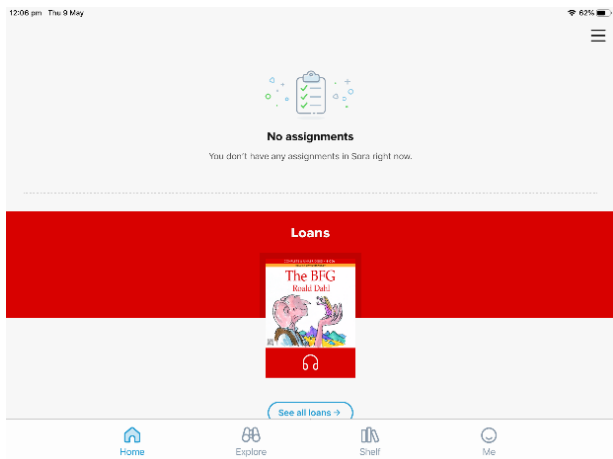 12:06 pm Thu 9 May
62%
No assignments
You don't have any assignments in Sora right now.
Loans
The BFG
Roald Dahl
See all loans →
Home
Explore
Shelf
Me